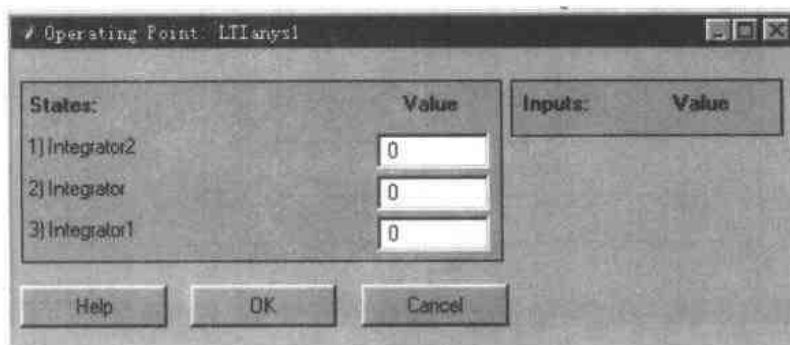 Operating Point: LTIanys1
States: Value
1) Integrator2 0
2) Integrator 0
3) Integrator1 0
Inputs: Value
Help OK Cancel